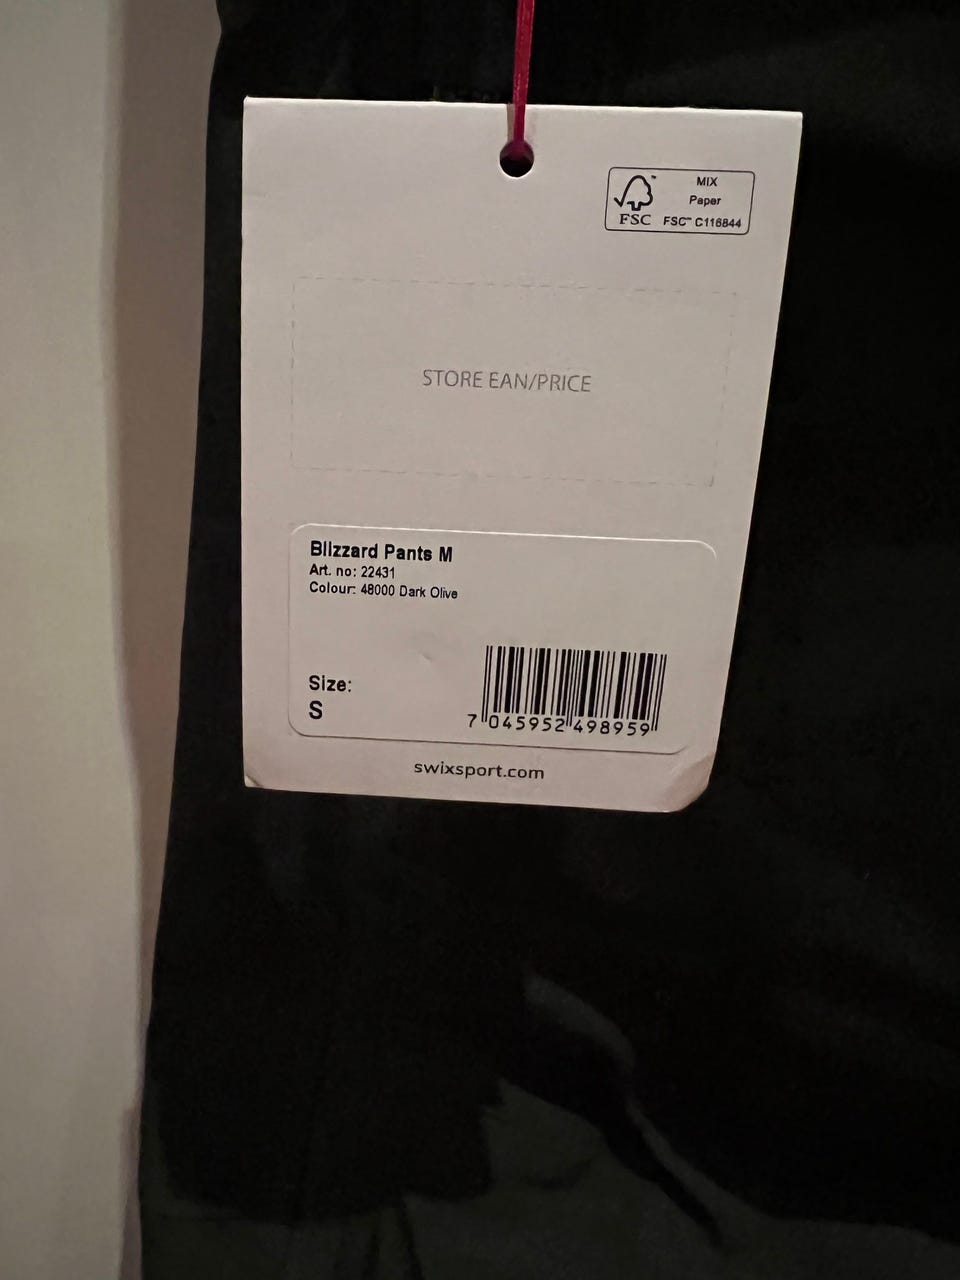 MIX
Paper
FSC™ C116844
FSC
STORE EAN/PRICE
Blizzard Pants M
Art. no: 22431
Colour: 48000 Dark Olive
Size:
S
7 045952 498959
swixsport.com